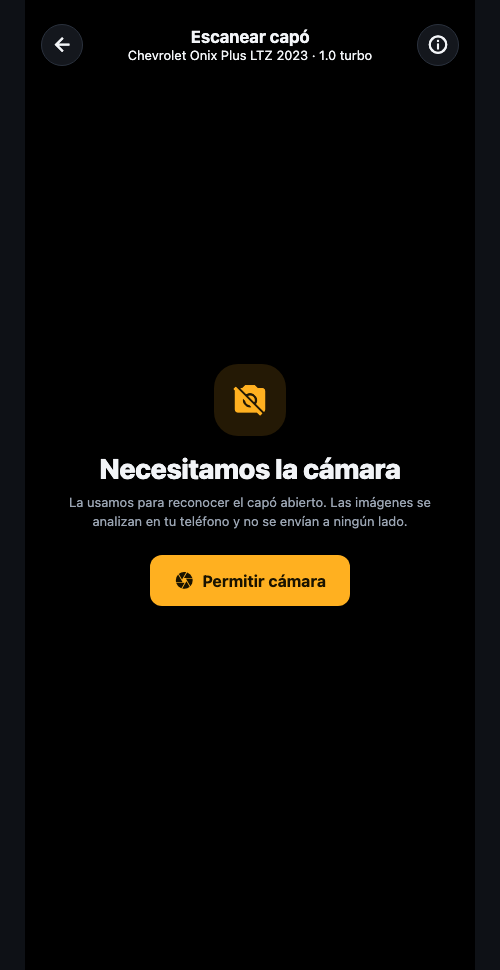 Escanear capó
Chevrolet Onix Plus LTZ 2023 · 1.0 turbo
Necesitamos la cámara
La usamos para reconocer el capó abierto. Las imágenes se
analizan en tu teléfono y no se envían a ningún lado.
Permitir cámara